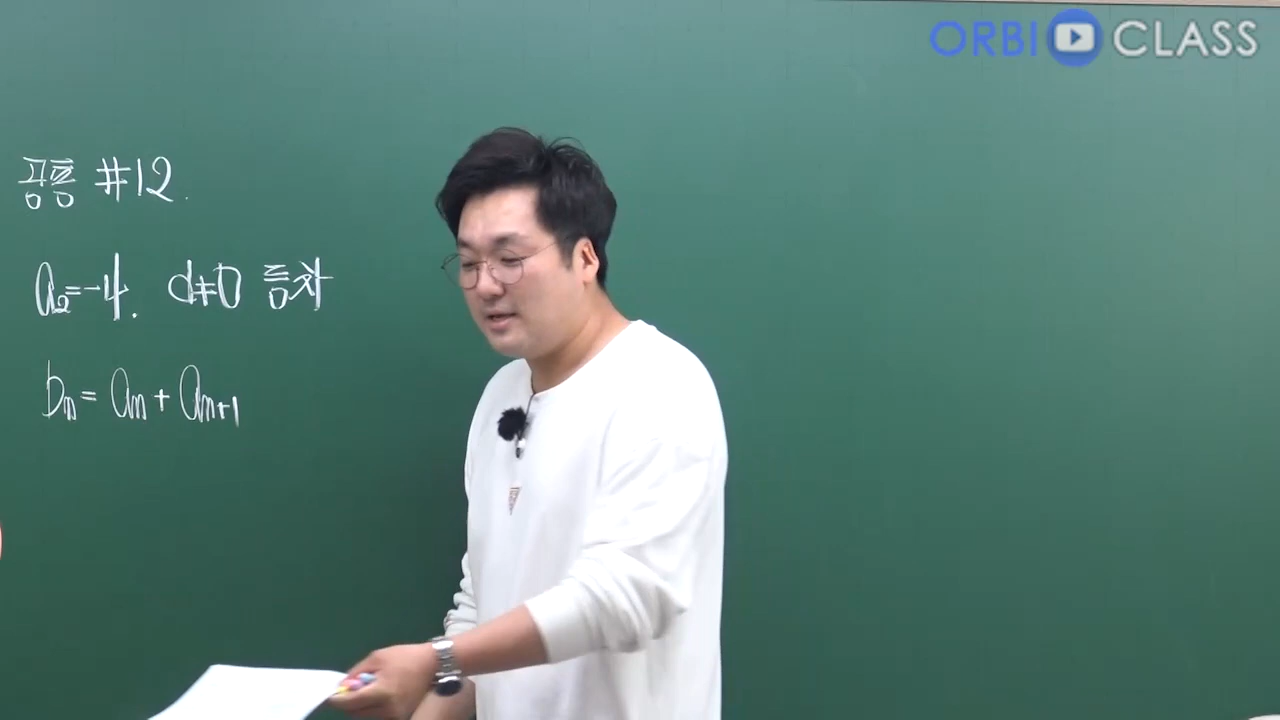 ORBI CLASS
공통 #12.
a₂=-4. d≠0 등차
bₙ = aₙ + aₙ₊₁